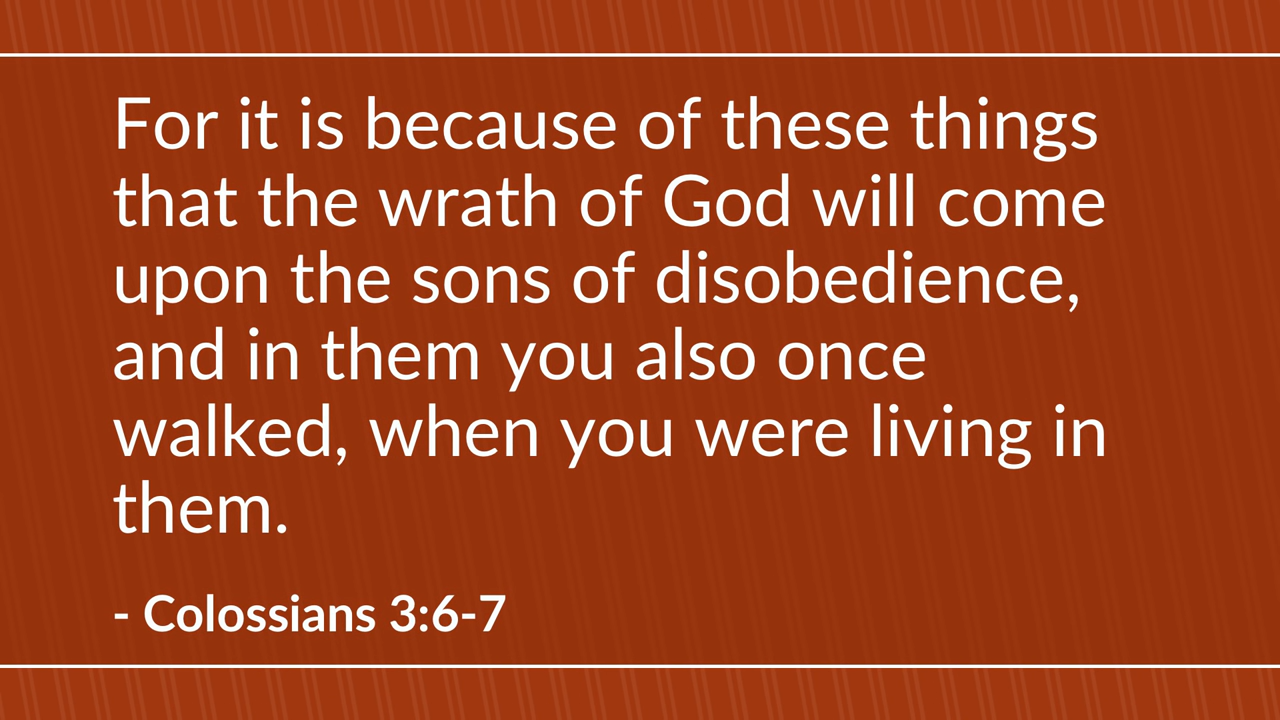 For it is because of these things
that the wrath of God will come
upon the sons of disobedience,
and in them you also once
walked, when you were living in
them.
- Colossians 3:6-7